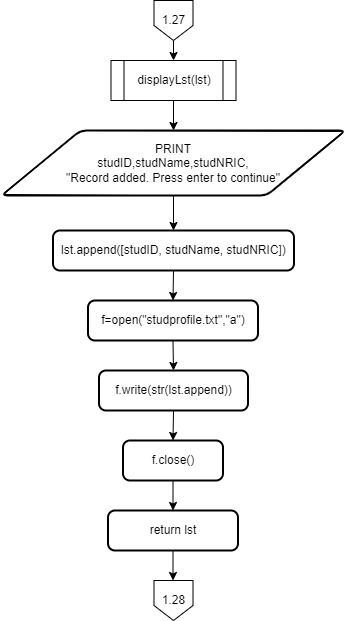 1.27
displayLst(lst)
PRINT
studID,studName,studNRIC,
"Record added. Press enter to continue"
lst.append([studID, studName, studNRIC])
f=open("studprofile.txt","a")
f.write(str(lst.append))
f.close()
return lst
1.28